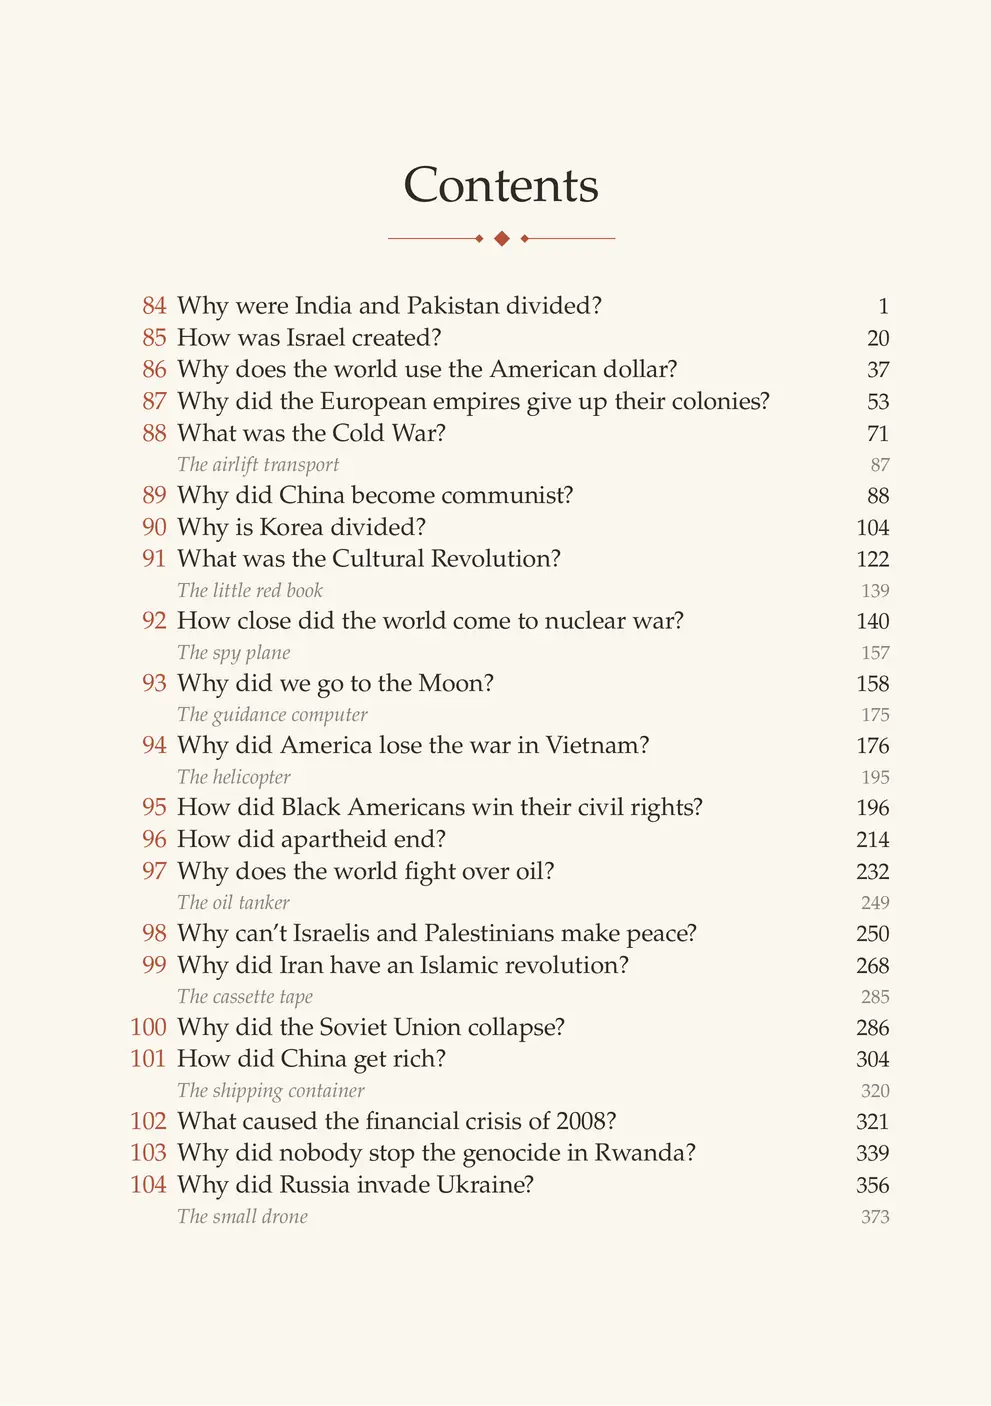 Contents
84 Why were India and Pakistan divided? 1
85 How was Israel created? 20
86 Why does the world use the American dollar? 37
87 Why did the European empires give up their colonies? 53
88 What was the Cold War? 71
The airlift transport 87
89 Why did China become communist? 88
90 Why is Korea divided? 104
91 What was the Cultural Revolution? 122
The little red book 139
92 How close did the world come to nuclear war? 140
The spy plane 157
93 Why did we go to the Moon? 158
The guidance computer 175
94 Why did America lose the war in Vietnam? 176
The helicopter 195
95 How did Black Americans win their civil rights? 196
96 How did apartheid end? 214
97 Why does the world fight over oil? 232
The oil tanker 249
98 Why can’t Israelis and Palestinians make peace? 250
99 Why did Iran have an Islamic revolution? 268
The cassette tape 285
100 Why did the Soviet Union collapse? 286
101 How did China get rich? 304
The shipping container 320
102 What caused the financial crisis of 2008? 321
103 Why did nobody stop the genocide in Rwanda? 339
104 Why did Russia invade Ukraine? 356
The small drone 373